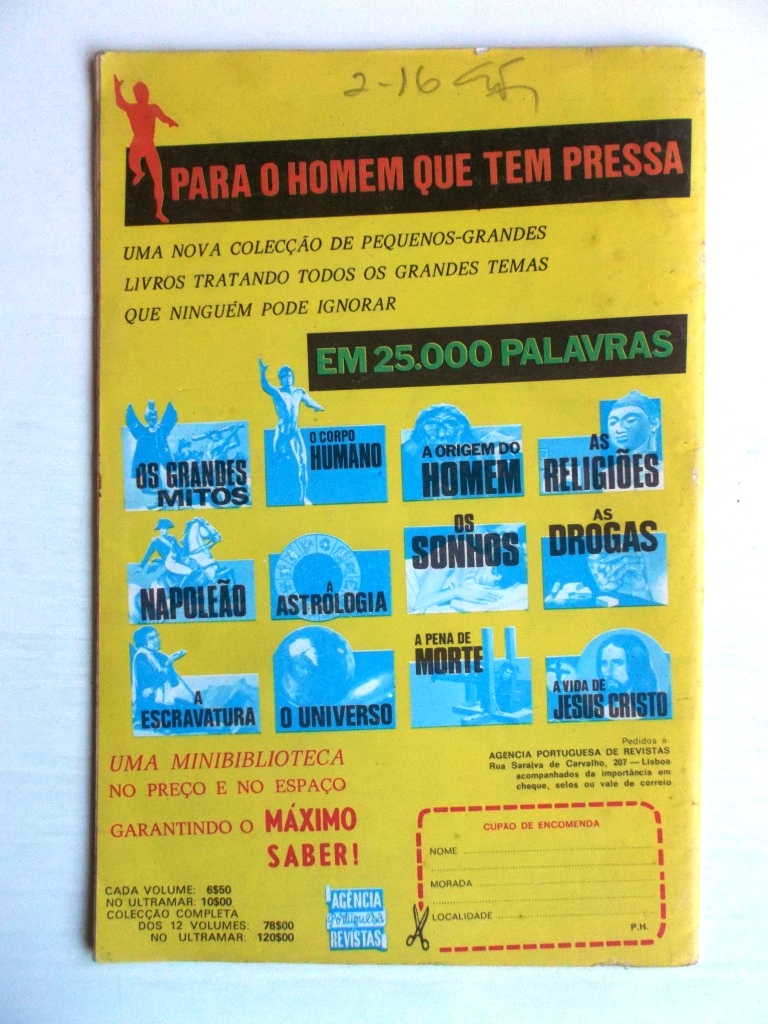 2-16
PARA O HOMEM QUE TEM PRESSA
UMA NOVA COLECÇÃO DE PEQUENOS-GRANDES
LIVROS TRATANDO TODOS OS GRANDES TEMAS
QUE NINGUÉM PODE IGNORAR
EM 25.000 PALAVRAS
OS GRANDES
MITOS
O CORPO
HUMANO
A ORIGEM DO
HOMEM
AS
RELIGIÕES
NAPOLEÃO
A
ASTROLOGIA
OS
SONHOS
AS
DROGAS
A
ESCRAVATURA
O UNIVERSO
A PENA DE
MORTE
A VIDA DE
JESUS CRISTO
UMA MINIBIBLIOTECA
NO PREÇO E NO ESPAÇO
GARANTINDO O MÁXIMO
SABER!
Pedidos à
AGÊNCIA PORTUGUESA DE REVISTAS
Rua Saraiva de Carvalho, 207 — Lisboa
acompanhados da importância em
cheque, selos ou vale de correio
CADA VOLUME: 6$50
NO ULTRAMAR: 10$00
COLECÇÃO COMPLETA
DOS 12 VOLUMES: 78$00
NO ULTRAMAR: 120$00
AGÊNCIA
Portuguesa
REVISTAS
CUPÃO DE ENCOMENDA
NOME
MORADA
LOCALIDADE
P.H.